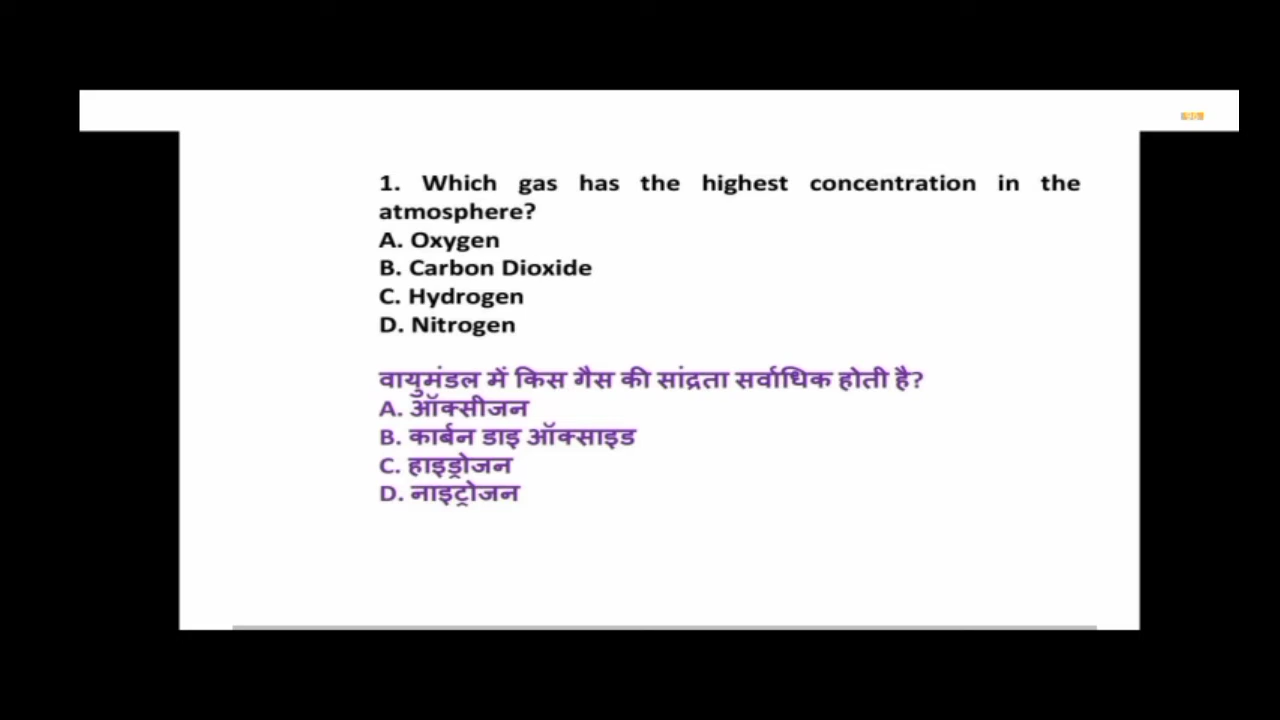 1. Which gas has the highest concentration in the
atmosphere?
A. Oxygen
B. Carbon Dioxide
C. Hydrogen
D. Nitrogen
वायुमंडल में किस गैस की सांद्रता सर्वाधिक होती है?
A. ऑक्सीजन
B. कार्बन डाइ ऑक्साइड
C. हाइड्रोजन
D. नाइट्रोजन